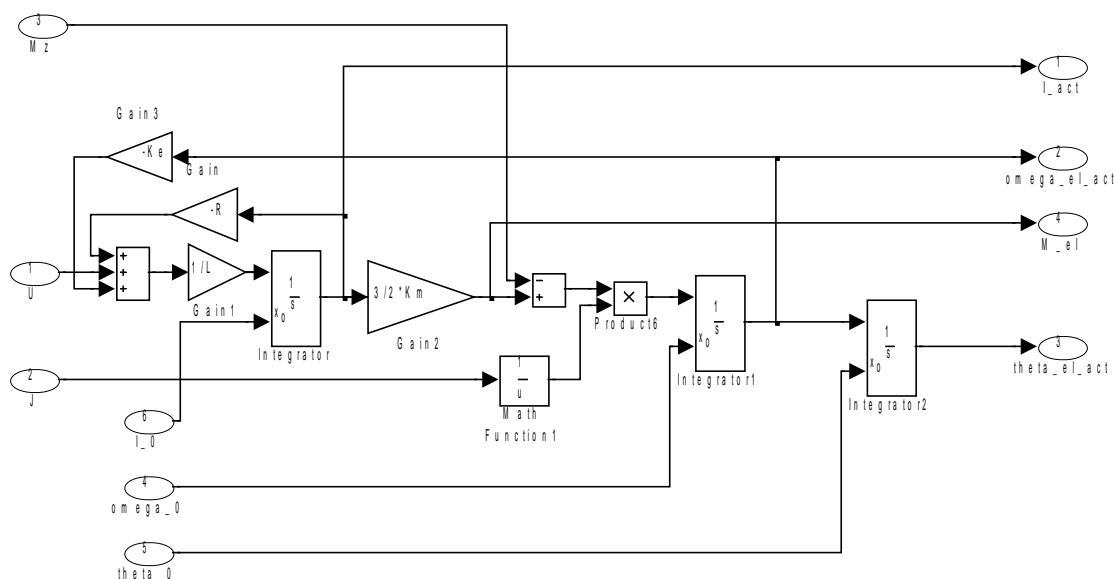 3
Mz
1
I_act
Gain3
-Ke
Gain
2
omega_el_act
-R
4
M_el
+
+
+
1/L
Gain1
1
U
1
s
xo
Integrator
3/2*Km
Gain2
−
+
×
Product6
1
s
xo
Integrator1
1
s
xo
Integrator2
3
theta_el_act
2
J
1
u
Math
Function1
6
I_0
4
omega_0
5
theta_0